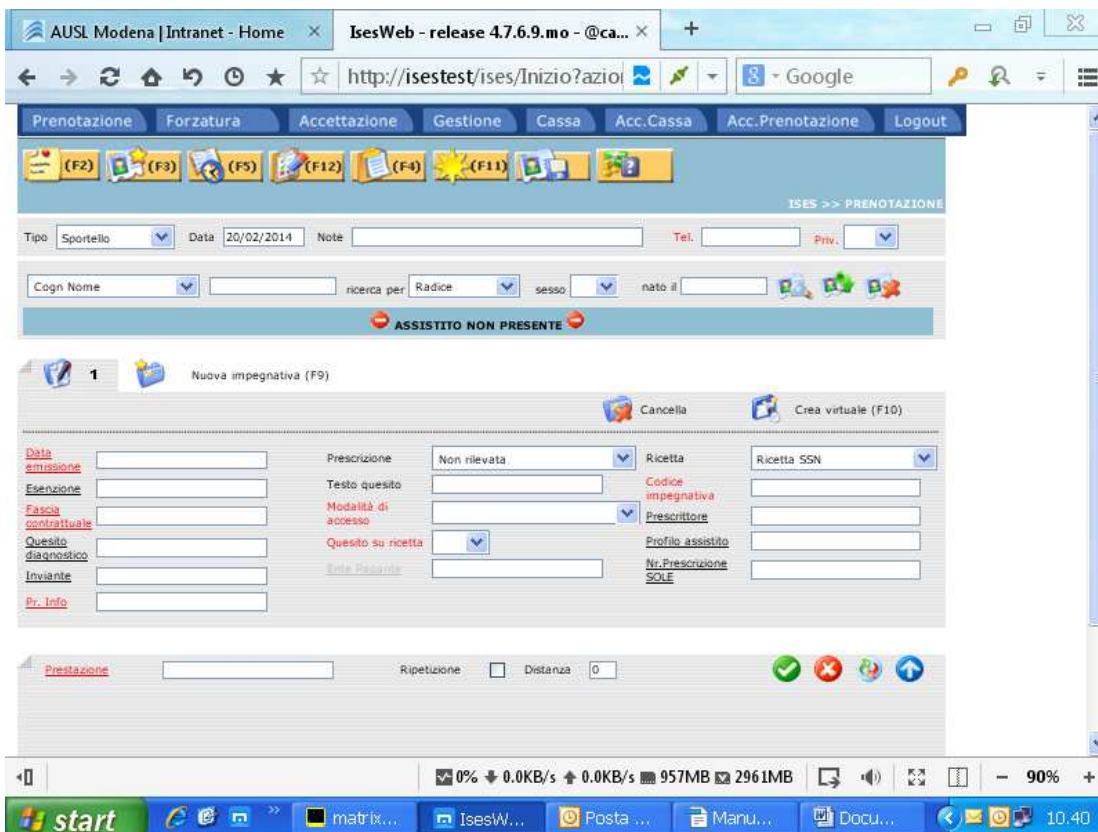 AUSL Modena | Intranet - Home × IsesWeb - release 4.7.6.9.mo - @ca... × +
http://isestest/ises/Inizio?azio 8 - Google
Prenotazione Forzatura Accettazione Gestione Cassa Acc.Cassa Acc.Prenotazione Logout
(F2) (F3) (F5) (F12) (F4) (F11)
ISES >> PRENOTAZIONE
Tipo Sportello Data 20/02/2014 Note Tel. Priv.
Cogn Nome ricerca per Radice sesso nato il
ASSISTITO NON PRESENTE
1 Nuova impegnativa (F9)
Cancella Crea virtuale (F10)
Data emissione Prescrizione Non rilevata Ricetta Ricetta SSN
Esenzione Testo quesito Codice impegnativa
Fascia contrattuale Modalità di accesso Prescrittore
Quesito diagnostico Quesito su ricetta Profilo assistito
Inviante Ente Pagante Nr.Prescrizione SOLE
Pr. Info
Prestazione Ripetizione Distanza 0
0% 0.0KB/s 0.0KB/s 957MB 2961MB 90% +
start matrix... IsesW... Posta ... Manu... Docu... 10.40